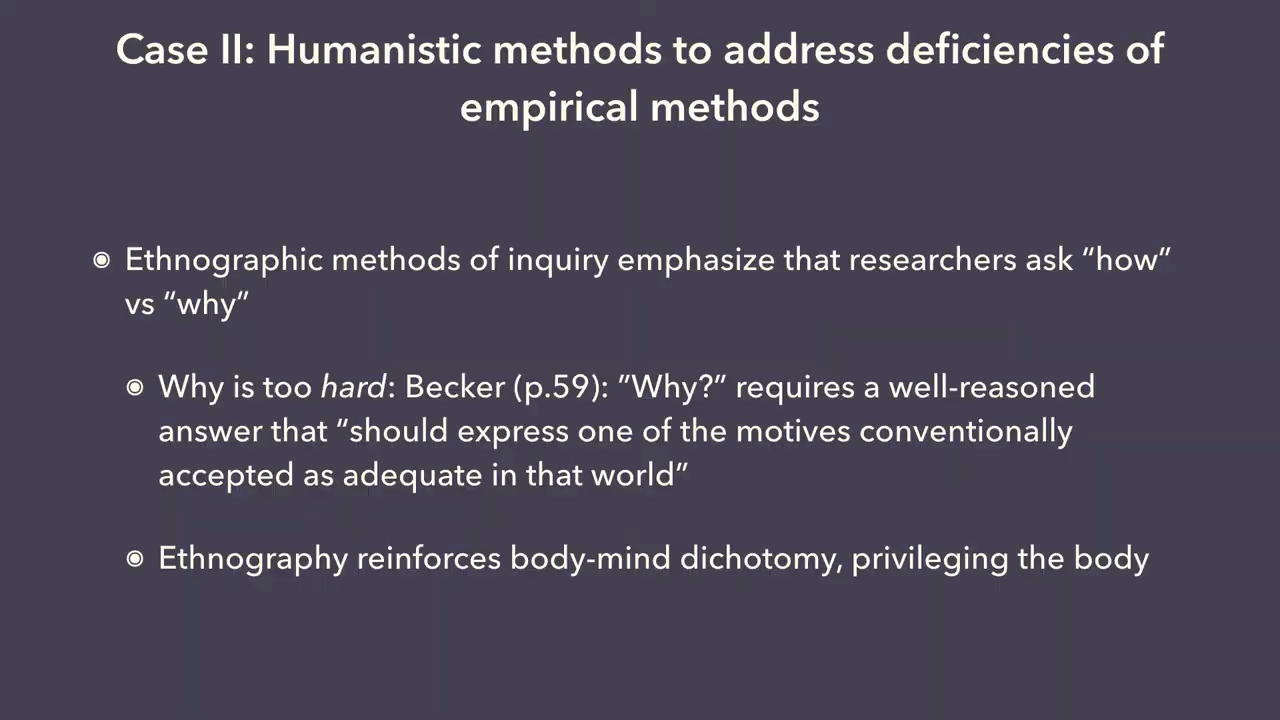 Case II: Humanistic methods to address deficiencies of
empirical methods
◉ Ethnographic methods of inquiry emphasize that researchers ask “how”
vs “why”
◉ Why is too hard: Becker (p.59): ”Why?” requires a well-reasoned
answer that “should express one of the motives conventionally
accepted as adequate in that world”
◉ Ethnography reinforces body-mind dichotomy, privileging the body